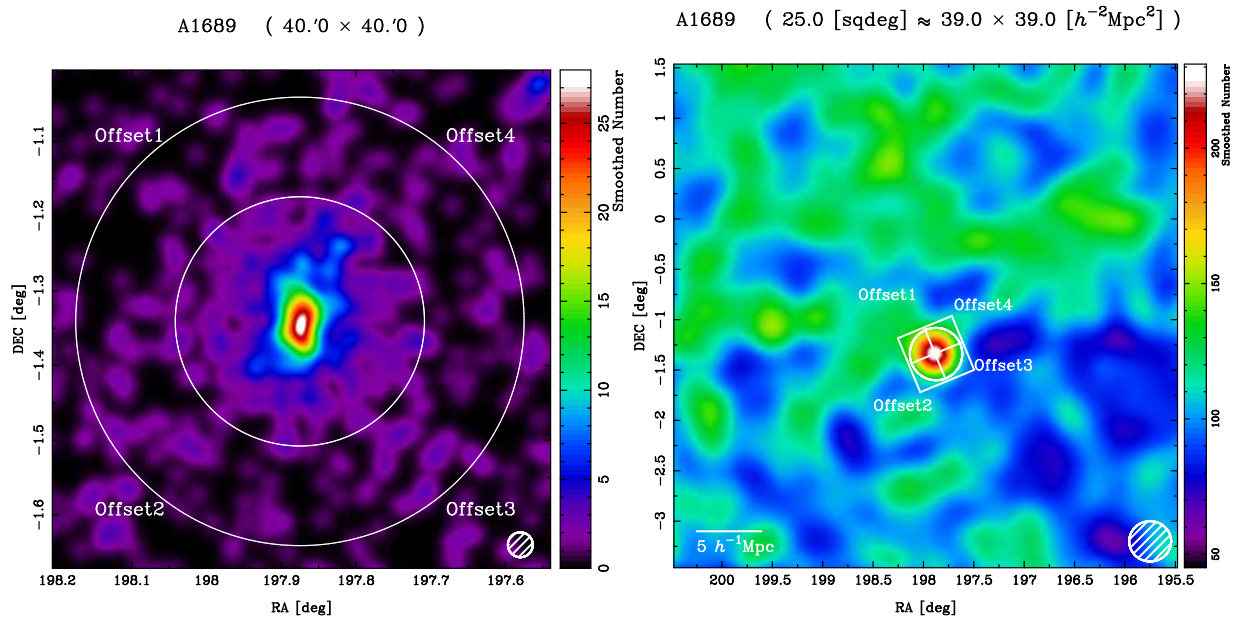 A1689 ( 40.′0 × 40.′0 )
Offset1
Offset4
Offset2
Offset3
−1.1
−1.2
−1.3
−1.4
−1.5
−1.6
DEC [deg]
198.2 198.1 198 197.9 197.8 197.7 197.6
RA [deg]
0 5 10 15 20 25
Smoothed Number
A1689 ( 25.0 [sqdeg] ≈ 39.0 × 39.0 [h⁻²Mpc²] )
1.5
1
0.5
0
−0.5
−1
−1.5
−2
−2.5
−3
DEC [deg]
Offset1
Offset4
Offset3
Offset2
5 h⁻¹Mpc
200 199.5 199 198.5 198 197.5 197 196.5 196 195.5
RA [deg]
50 100 150 200
Smoothed Number